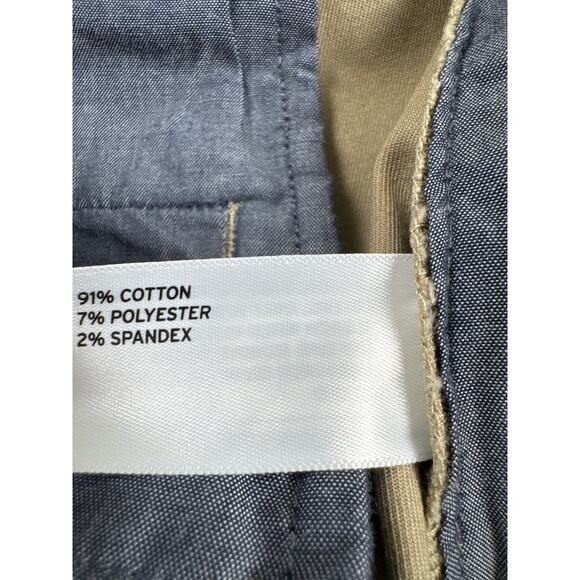 91% COTTON
7% POLYESTER
2% SPANDEX